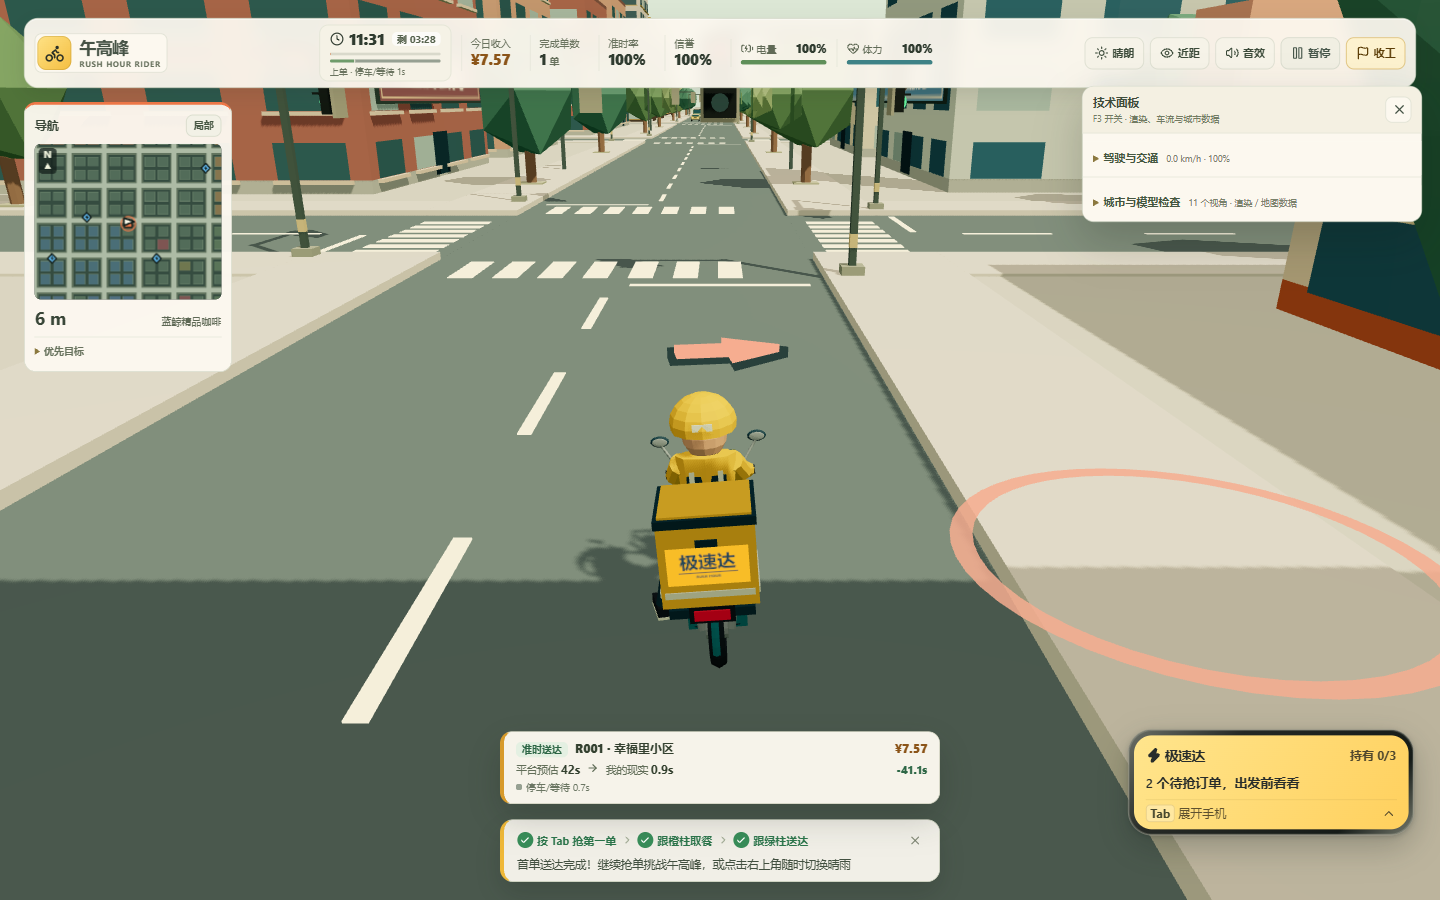 午高峰
RUSH HOUR RIDER
11:31 剩 03:28
上单 · 停车/等待 1s
今日收入
¥7.57
完成单数
1 单
准时率
100%
信誉
100%
电量 100%
体力 100%
晴朗
近距
音效
暂停
收工
导航 局部
N
6 m 蓝鲸精品咖啡
优先目标
技术面板
F3 开关 · 渲染、车流与城市数据
驾驶与交通 0.0 km/h · 100%
城市与模型检查 11 个视角 · 渲染 / 地图数据
极速达
准时送达 R001 · 幸福里小区 ¥7.57
平台预估 42s → 我的现实 0.9s -41.1s
停车/等待 0.7s
按 Tab 抢第一单 › 跟橙柱取餐 › 跟绿柱送达
首单送达完成！继续抢单挑战午高峰，或点击右上角随时切换晴雨
极速达 持有 0/3
2 个待抢订单，出发前看看
Tab 展开手机